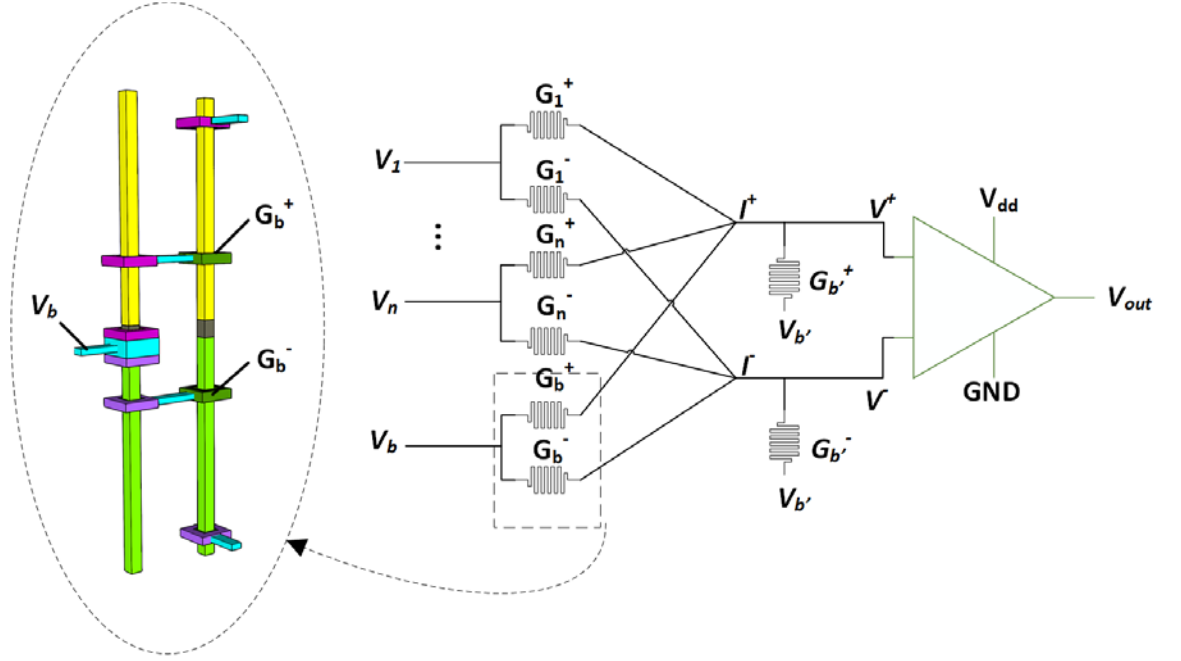 G_b^+
V_b
G_b^-
G_1^+
V_1
G_1^-
⋮
G_n^+
V_n
G_n^-
G_b^+
V_b
G_b^-
I^+
V^+
G_b'^+
V_b'
I^-
V^-
G_b'^-
V_b'
V_dd
V_out
GND